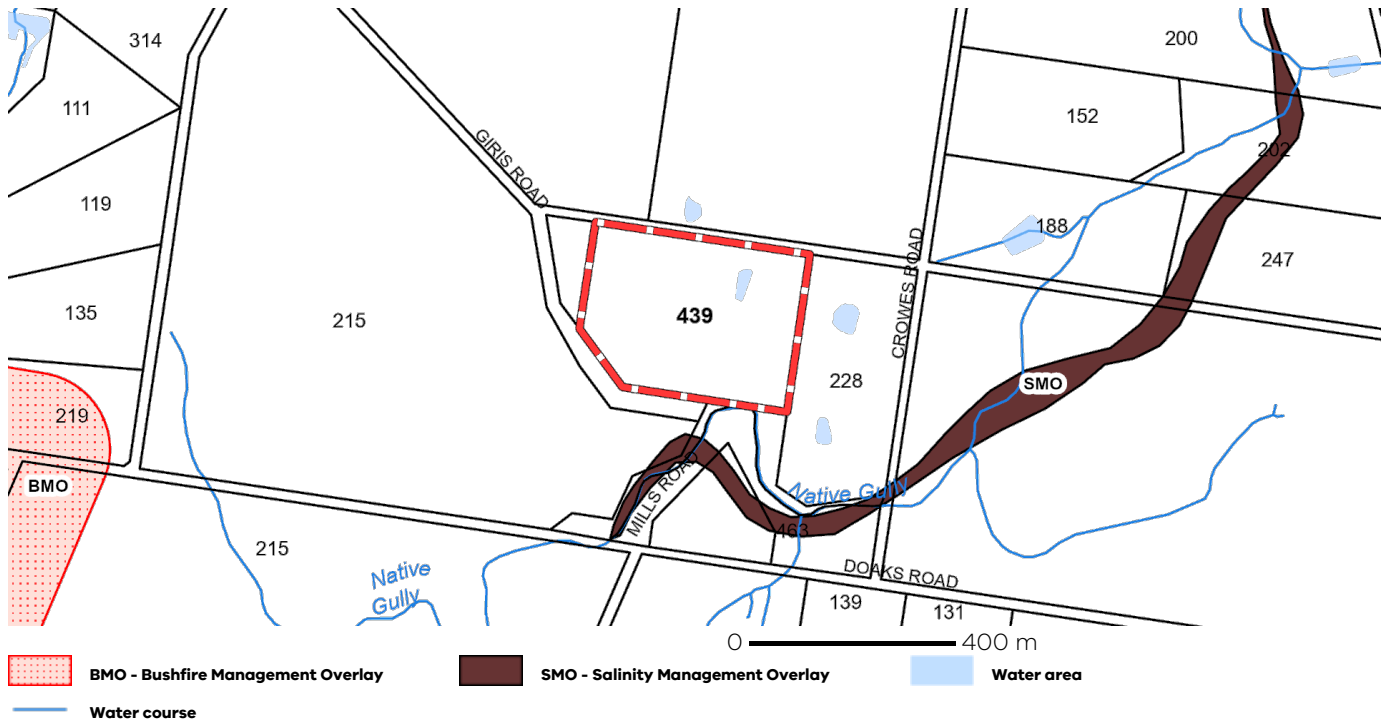 314
200
111
152
GIRIS ROAD
202
119
188
CROWES ROAD
247
135
215
439
228
SMO
219
BMO
MILLS ROAD
Native Gully
463
215
Native
Gully
DOAKS ROAD
139
131
0 400 m
BMO - Bushfire Management Overlay
SMO - Salinity Management Overlay
Water area
Water course